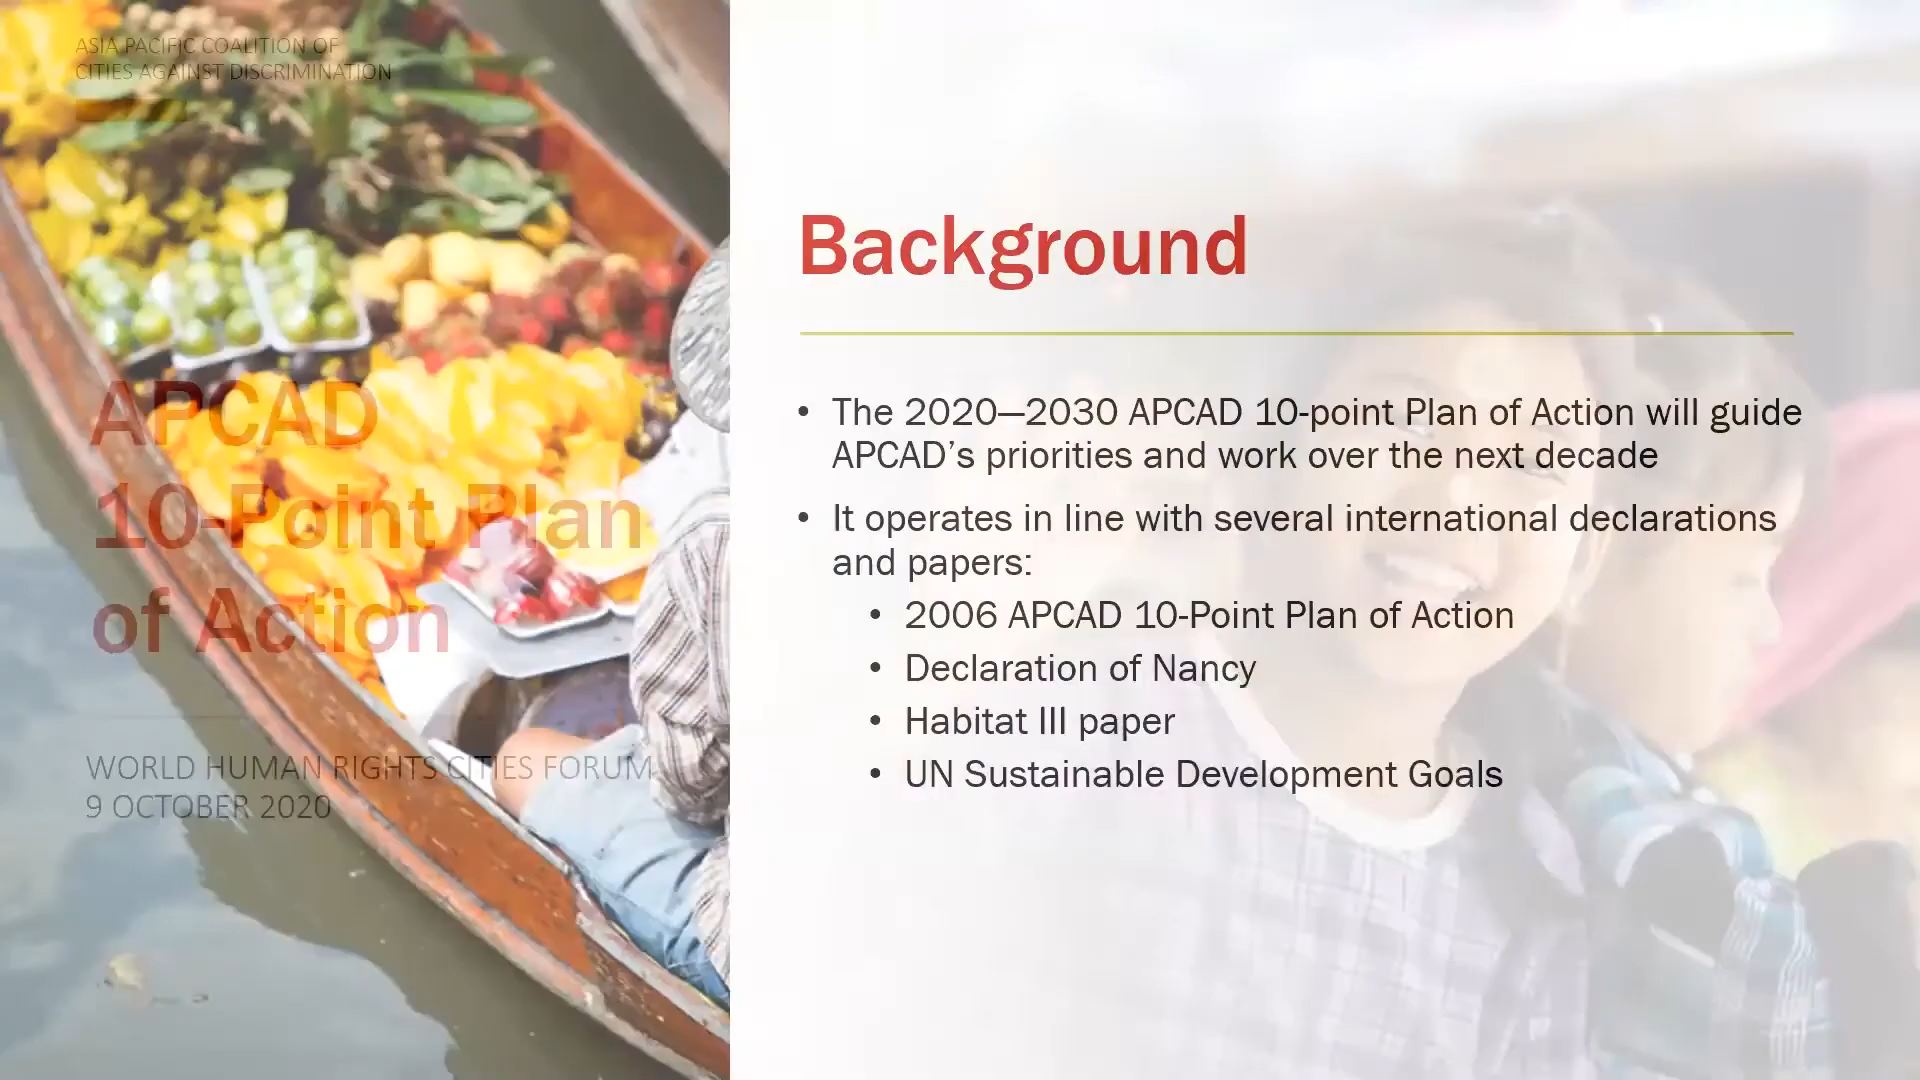 ASIA PACIFIC COALITION OF
CITIES AGAINST DISCRIMINATION
APCAD
10-Point Plan
of Action
WORLD HUMAN RIGHTS CITIES FORUM
9 OCTOBER 2020
Background
• The 2020—2030 APCAD 10-point Plan of Action will guide
APCAD’s priorities and work over the next decade
• It operates in line with several international declarations
and papers:
• 2006 APCAD 10-Point Plan of Action
• Declaration of Nancy
• Habitat III paper
• UN Sustainable Development Goals